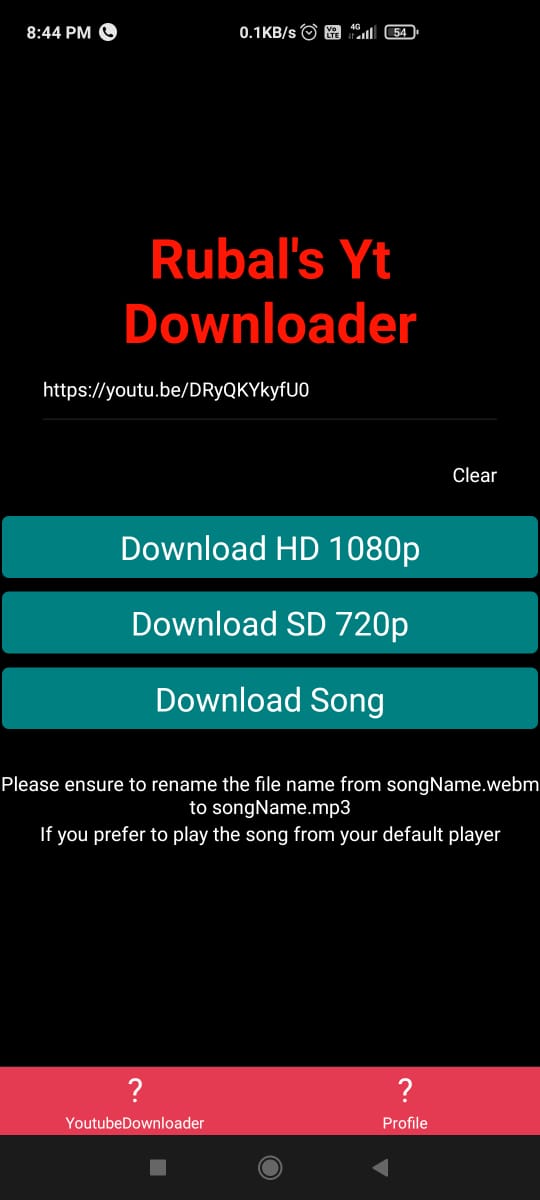 8:44 PM 0.1KB/s Vo LTE 4G 54
Rubal's Yt
Downloader
https://youtu.be/DRyQKYkyfU0
Clear
Download HD 1080p
Download SD 720p
Download Song
Please ensure to rename the file name from songName.webm
to songName.mp3
If you prefer to play the song from your default player
? ?
YoutubeDownloader Profile